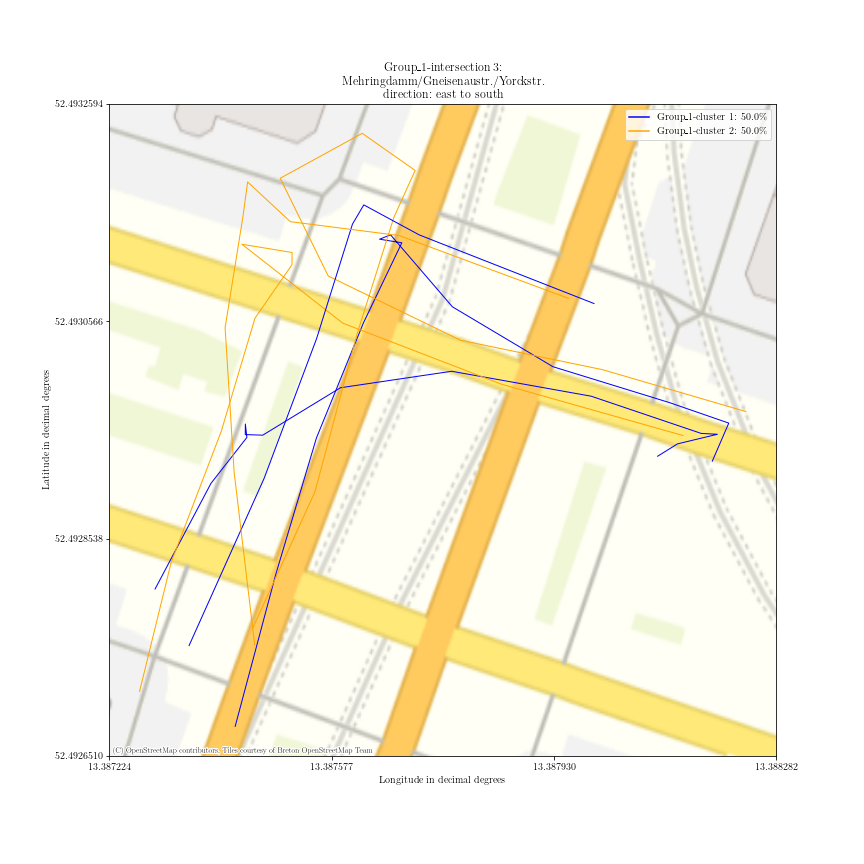 Group_1-intersection 3:
Mehringdamm/Gneisenaustr./Yorckstr.
direction: east to south
Group_1-cluster 1: 50.0%
Group_1-cluster 2: 50.0%
52.4932594
52.4930566
52.4928538
52.4926510
Latitude in decimal degrees
(C) OpenStreetMap contributors, Tiles courtesy of Breton OpenStreetMap Team
13.387224
13.387577
13.387930
13.388282
Longitude in decimal degrees